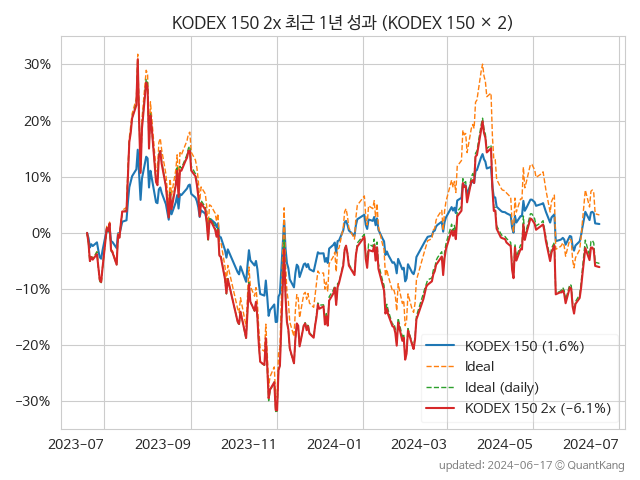 KODEX 150 2x 최근 1년 성과 (KODEX 150 × 2)
30%
20%
10%
0%
−10%
−20%
−30%
2023-07
2023-09
2023-11
2024-01
2024-03
2024-05
2024-07
KODEX 150 (1.6%)
Ideal
Ideal (daily)
KODEX 150 2x (−6.1%)
updated: 2024-06-17 @ QuantKang